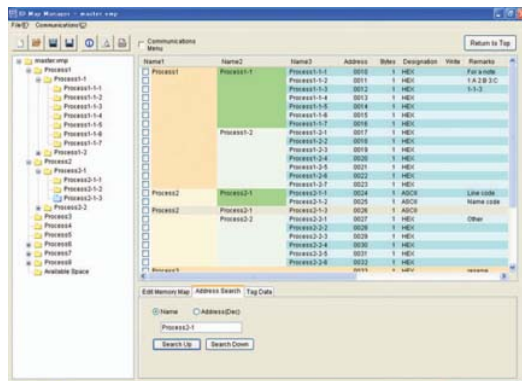 ID Map Manager - master.vmp
File(F) Communications(C)
Communications Menu
Return to Top
master.vmp
Process1
Process1-1
Process1-1-1
Process1-1-2
Process1-1-3
Process1-1-4
Process1-1-5
Process1-1-6
Process1-1-7
Process1-2
Process2
Process2-1
Process2-1-1
Process2-1-2
Process2-1-3
Process2-2
Process3
Process4
Process5
Process6
Process7
Process8
Available Space
Name1 Name2 Name3 Address Bytes Designation Write Remarks
Process1 Process1-1 Process1-1-1 0010 1 HEX For a note
Process1-1-2 0011 1 HEX 1:A 2:B 3:C
Process1-1-3 0012 1 HEX 1-1-3
Process1-1-4 0013 1 HEX
Process1-1-5 0014 1 HEX
Process1-1-6 0015 1 HEX
Process1-1-7 0016 1 HEX
Process1-2 Process1-2-1 0017 1 HEX
Process1-2-2 0018 1 HEX
Process1-2-3 0019 1 HEX
Process1-2-4 0020 1 HEX
Process1-2-5 0021 1 HEX
Process1-2-6 0022 1 HEX
Process1-2-7 0023 1 HEX
Process2 Process2-1 Process2-1-1 0024 1 ASCII Line code
Process2-1-2 0025 1 ASCII Name code
Process2 Process2-1 Process2-1-3 0026 1 ASCII
Process2-2 Process2-2-1 0027 1 HEX Other
Process2-2-2 0028 1 HEX
Process2-2-3 0029 1 HEX
Process2-2-4 0030 1 HEX
Process2-2-5 0031 1 HEX
Process2-2-6 0032 1 HEX
Process3 0033 1 HEX rename
Edit Memory Map Address Search Tag Data
Name Address(Dec)
Process2-1
Search Up Search Down